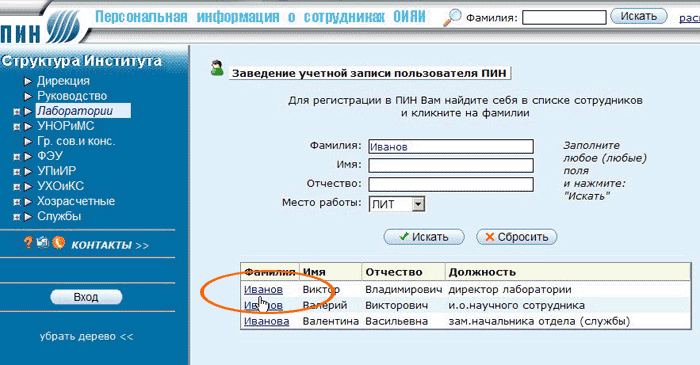 ПИН
Персональная информация о сотрудниках ОИЯИ
Фамилия:
Искать
Структура Института
Дирекция
Руководство
Лаборатории
УНОРиМС
Гр. сов.и конс.
ФЭУ
УПиИР
УХОиКС
Хозрасчетные
Службы
КОНТАКТЫ >>
Вход
убрать дерево <<
Заведение учетной записи пользователя ПИН
Для регистрации в ПИН Вам найдите себя в списке сотрудников
и кликните на фамилии
Фамилия: Иванов
Имя:
Отчество:
Место работы: ЛИТ
Заполните
любое (любые)
поля
и нажмите:
"Искать"
Искать Сбросить
Фамилия Имя Отчество Должность
Иванов Виктор Владимирович директор лаборатории
Валерий Викторович и.о.научного сотрудника
Иванова Валентина Васильевна зам.начальника отдела (службы)